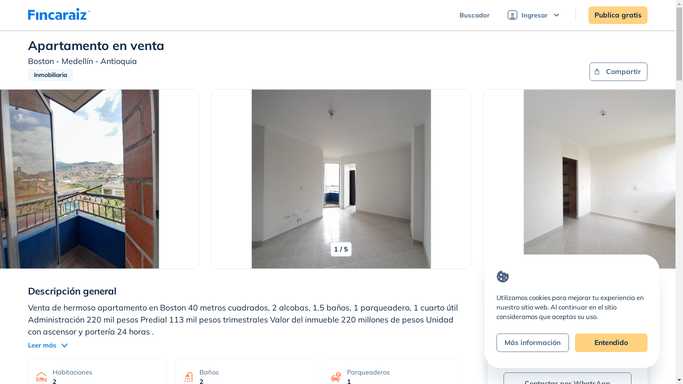 Fincaraiz
Buscador
Ingresar
Publica gratis
Apartamento en venta
Boston - Medellín - Antioquia
Inmobiliaria
Compartir
1 / 5
Descripción general
Venta de hermoso apartamento en Boston 40 metros cuadrados, 2 alcobas, 1,5 baños, 1 parqueadero, 1 cuarto útil
Administración 220 mil pesos Predial 113 mil pesos trimestrales Valor del inmueble 220 millones de pesos Unidad
con ascensor y portería 24 horas .
Leer más
Habitaciones
2
Baños
2
Parqueaderos
1
Utilizamos cookies para mejorar tu experiencia en
nuestro sitio web. Al continuar en el sitio
consideramos que aceptas su uso.
Más información
Entendido
Contactar por WhatsApp